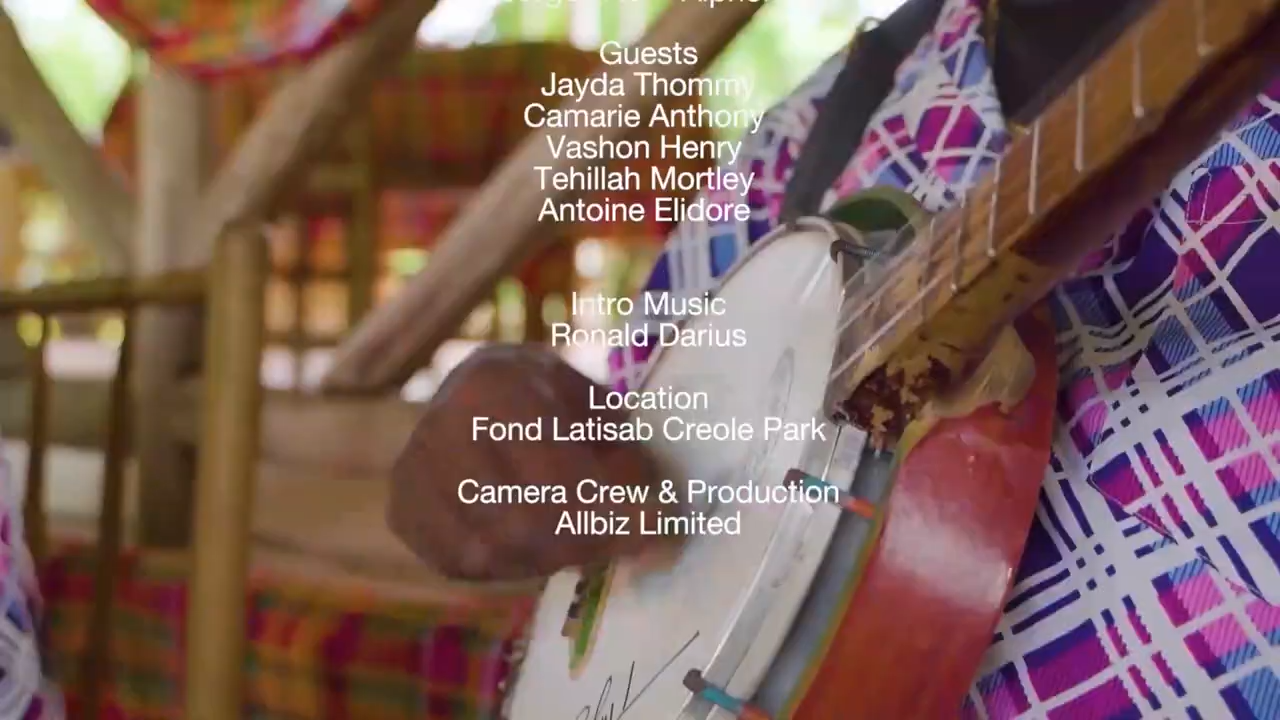 Guests
Jayda Thommy
Camarie Anthony
Vashon Henry
Tehillah Mortley
Antoine Elidore
Intro Music
Ronald Darius
Location
Fond Latisab Creole Park
Camera Crew & Production
Allbiz Limited